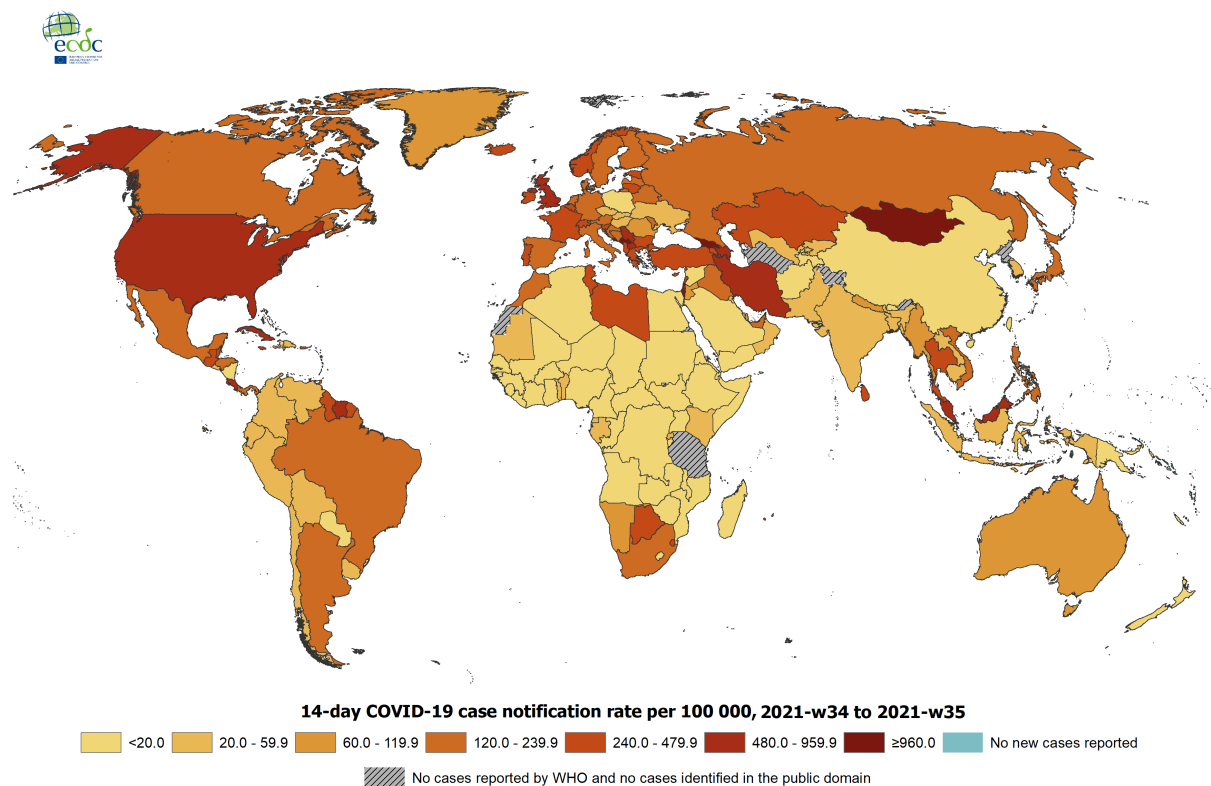 ecdc
14-day COVID-19 case notification rate per 100 000, 2021-w34 to 2021-w35
<20.0 20.0 - 59.9 60.0 - 119.9 120.0 - 239.9 240.0 - 479.9 480.0 - 959.9 ≥960.0 No new cases reported
No cases reported by WHO and no cases identified in the public domain